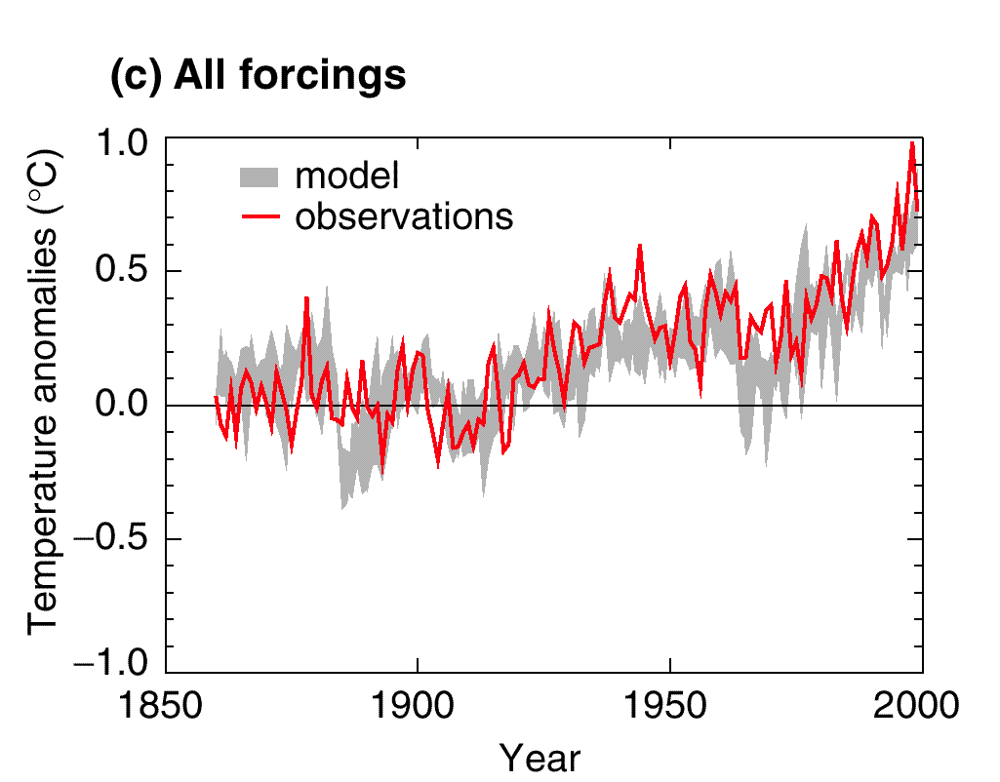 (c) All forcings
1.0
model
observations
0.5
0.0
−0.5
−1.0
Temperature anomalies (°C)
1850 1900 1950 2000
Year